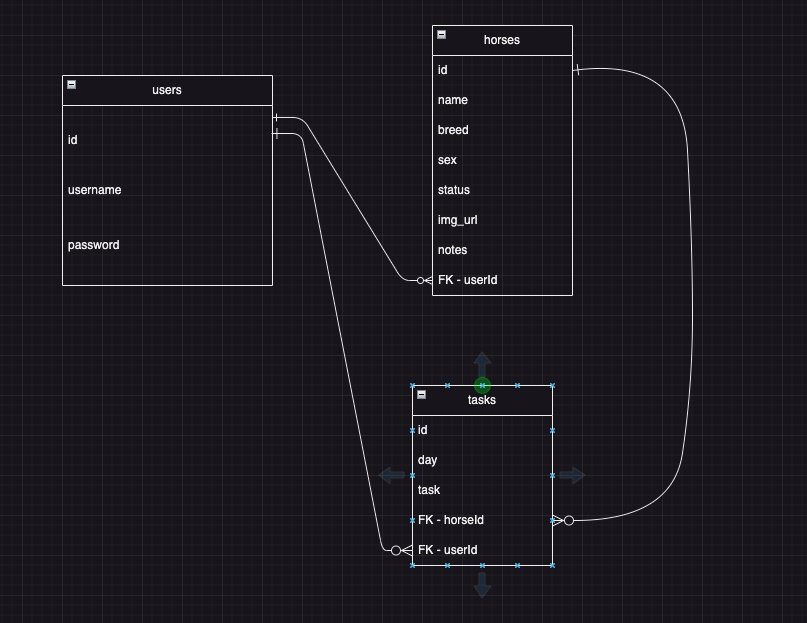 users
id
username
password
horses
id
name
breed
sex
status
img_url
notes
FK - userId
tasks
id
day
task
FK - horseId
FK - userId